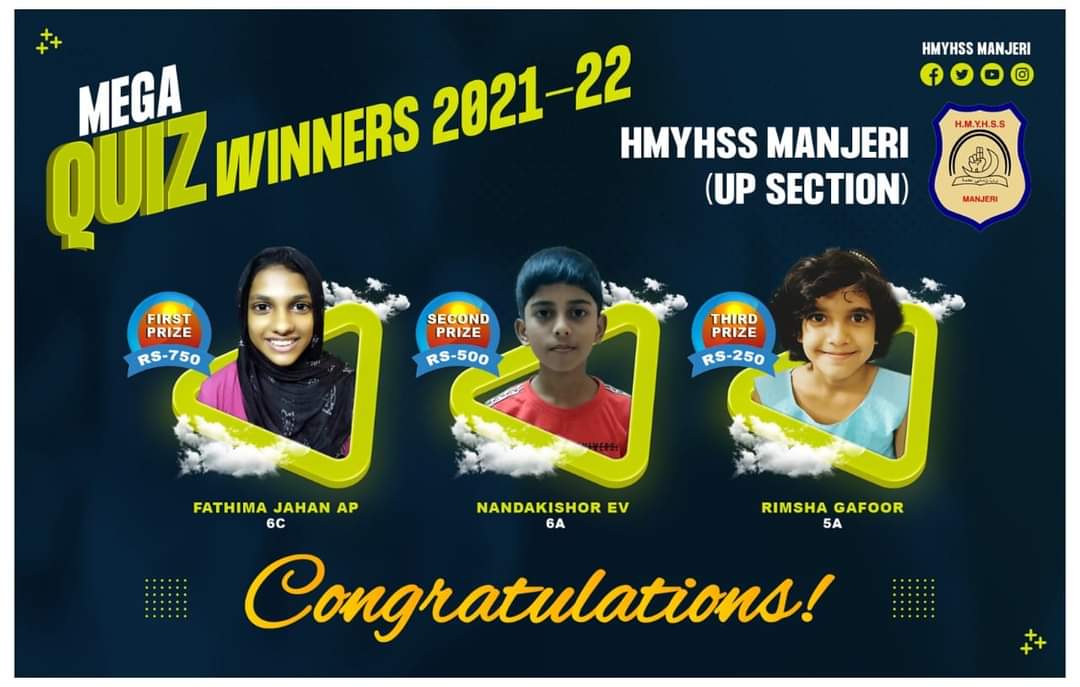 MEGA
QUIZ WINNERS 2021-22
HMYHSS MANJERI
HMYHSS MANJERI
(UP SECTION)
H.M.Y.H.S.S
MANJERI
FIRST
PRIZE
RS-750
SECOND
PRIZE
RS-500
THIRD
PRIZE
RS-250
FATHIMA JAHAN AP
6C
NANDAKISHOR EV
6A
RIMSHA GAFOOR
5A
Congratulations!